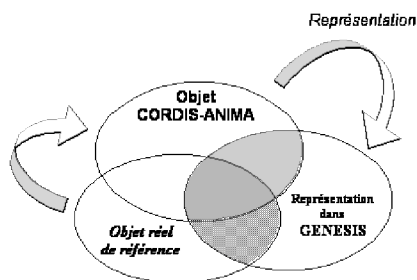 Représentation
Objet
CORDIS-ANIMA
Représentation
dans
GENESIS
Objet réel
de référence